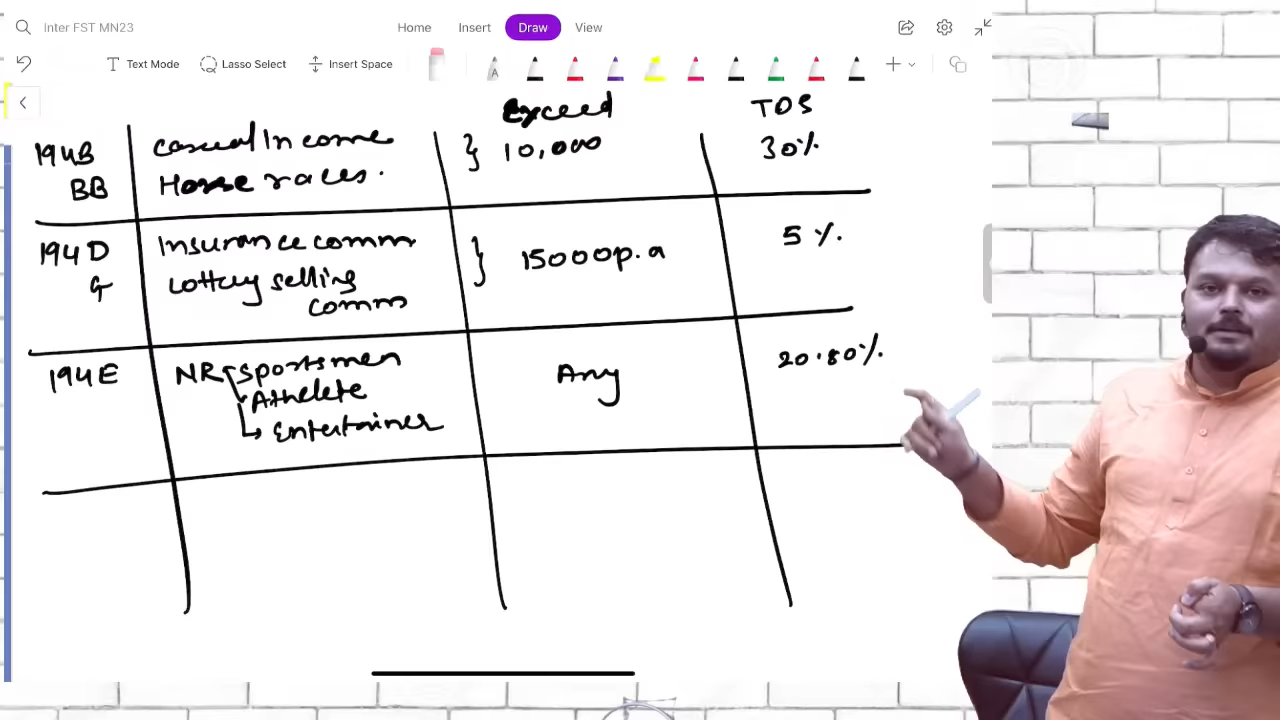 Inter FST MN23
Home
Insert
Draw
View
Text Mode
Lasso Select
Insert Space
A
Exceed
TDS
194B
BB
Casual Income
Horse races.
10,000
30%
194D
G
Insurance comm
Lottery selling
comm
15000p.a
5 %.
194E
NR
sportsmen
Athelete
Entertainer
Any
20.80%